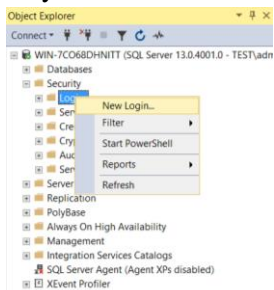 Object Explorer
Connect
WIN-7CO68DHNITT (SQL Server 13.0.4001.0 - TEST\adm
Databases
Security
New Login...
Filter
Start PowerShell
Reports
Refresh
Server
Replication
PolyBase
Always On High Availability
Management
Integration Services Catalogs
SQL Server Agent (Agent XPs disabled)
XEvent Profiler